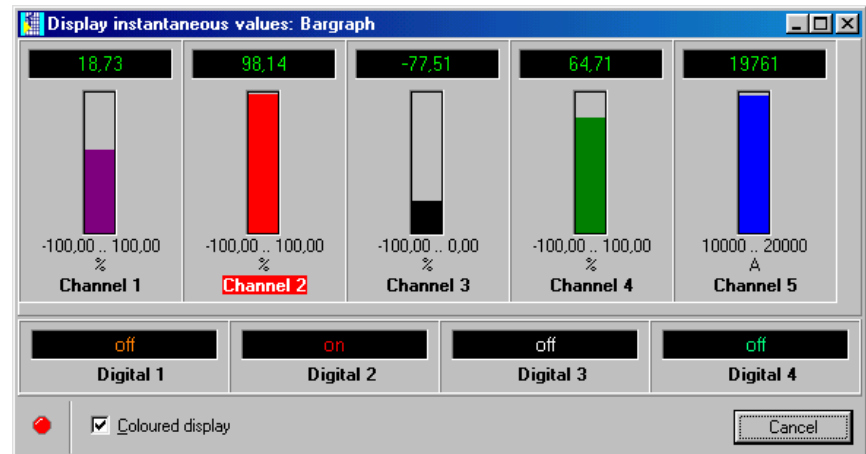 Display instantaneous values: Bargraph
18,73 98,14 -77,51 64,71 19761
-100,00 .. 100,00 -100,00 .. 100,00 -100,00 .. 0,00 -100,00 .. 100,00 10000 .. 20000
% % % % A
Channel 1 Channel 2 Channel 3 Channel 4 Channel 5
off on off off
Digital 1 Digital 2 Digital 3 Digital 4
Coloured display Cancel